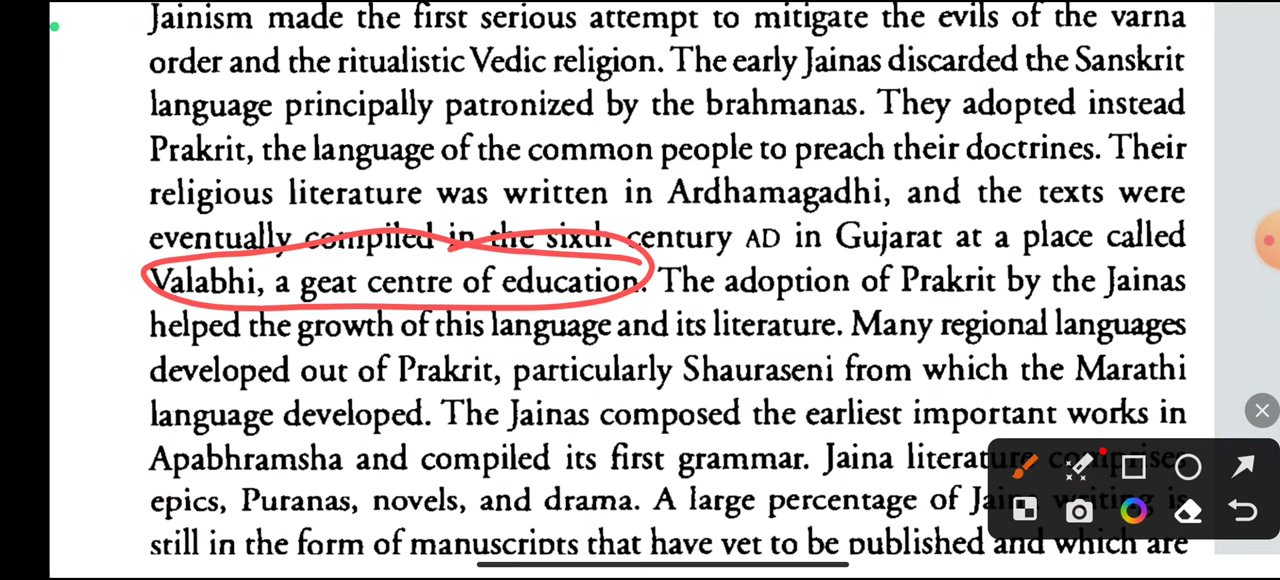 Jainism made the first serious attempt to mitigate the evils of the varna
order and the ritualistic Vedic religion. The early Jainas discarded the Sanskrit
language principally patronized by the brahmanas. They adopted instead
Prakrit, the language of the common people to preach their doctrines. Their
religious literature was written in Ardhamagadhi, and the texts were
eventually compiled in the sixth century AD in Gujarat at a place called
Valabhi, a geat centre of education. The adoption of Prakrit by the Jainas
helped the growth of this language and its literature. Many regional languages
developed out of Prakrit, particularly Shauraseni from which the Marathi
language developed. The Jainas composed the earliest important works in
Apabhramsha and compiled its first grammar. Jaina literature comprises
epics, Puranas, novels, and drama. A large percentage of Jaina writing is
still in the form of manuscripts that have yet to be published and which are